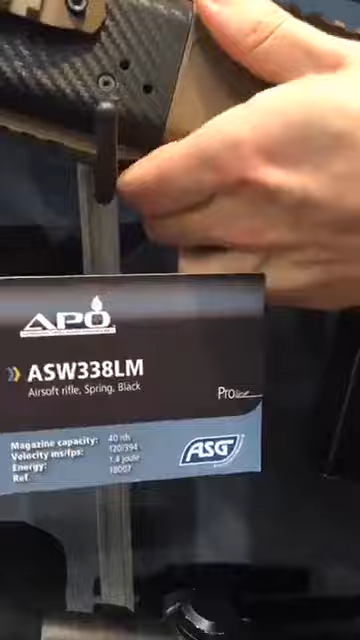 APO
ASW338LM
Airsoft rifle, Spring, Black
Proline
Magazine capacity: 40 rds
Velocity ms/fps: 120/394
Energy: 1.4 joule
Ref. 18007
ASG